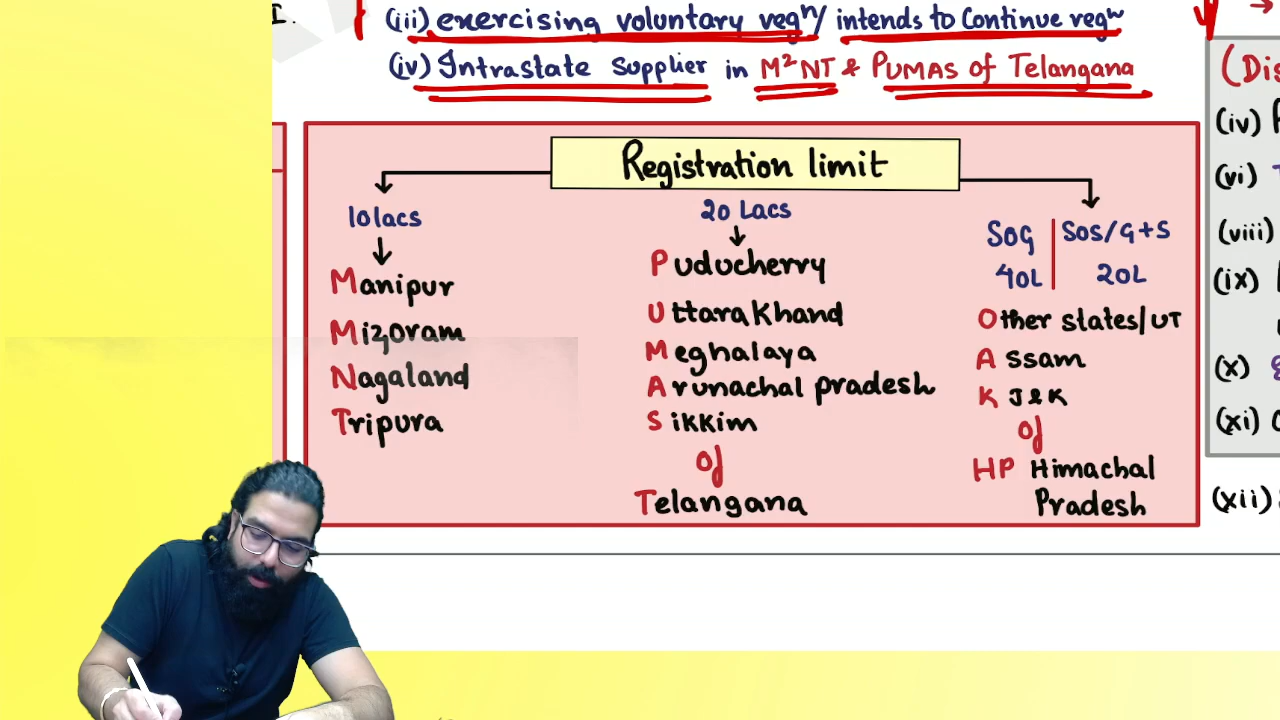 I.
(iii) exercising voluntary regⁿ/ intends to Continue regⁿ
(iv) Intrastate Supplier in M²NT & PUMAS of Telangana
Registration limit
10 lacs
Manipur
Mizoram
Nagaland
Tripura
20 Lacs
Puducherry
Uttarakhand
Meghalaya
Arunachal pradesh
Sikkim
Of
Telangana
SOG | SOS/G+S
40L 20L
Other states/UT
Assam
K J&K
Of
HP Himachal
Pradesh
(Dis
(iv)
(vi)
(viii)
(ix)
(x)
(xi)
(xii)